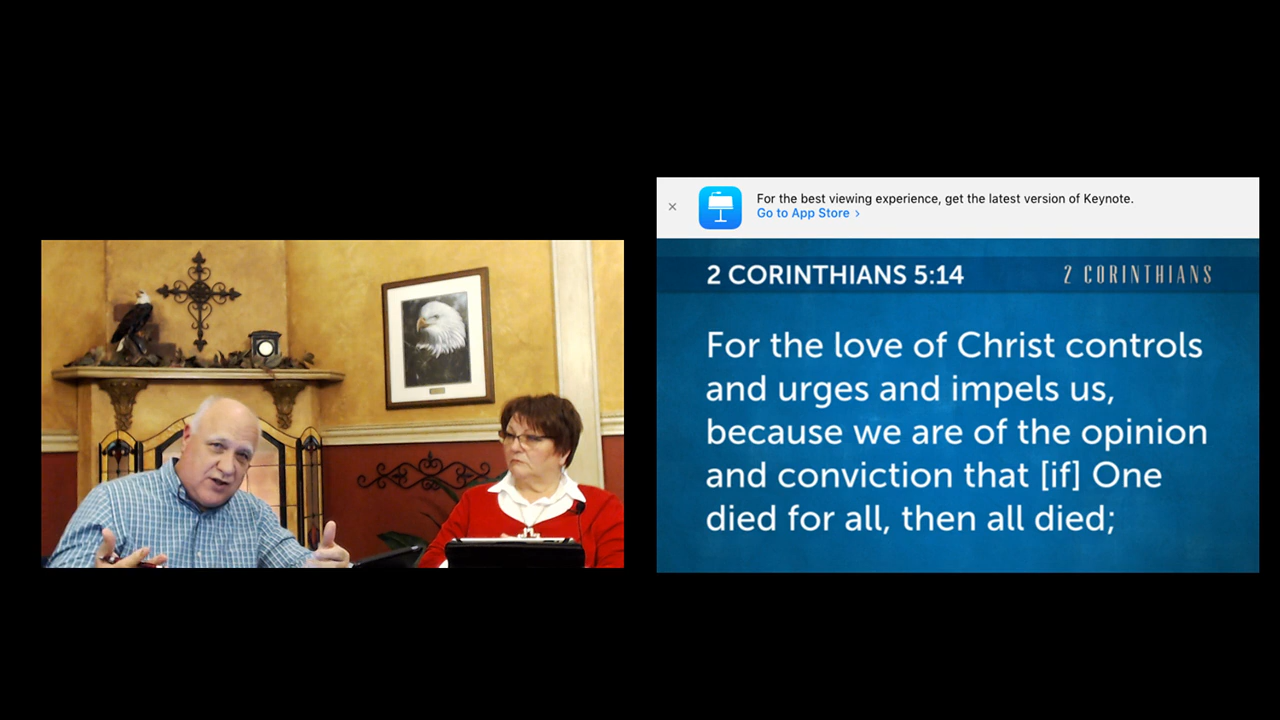 For the best viewing experience, get the latest version of Keynote.
Go to App Store >
2 CORINTHIANS 5:14
2 CORINTHIANS
For the love of Christ controls
and urges and impels us,
because we are of the opinion
and conviction that [if] One
died for all, then all died;